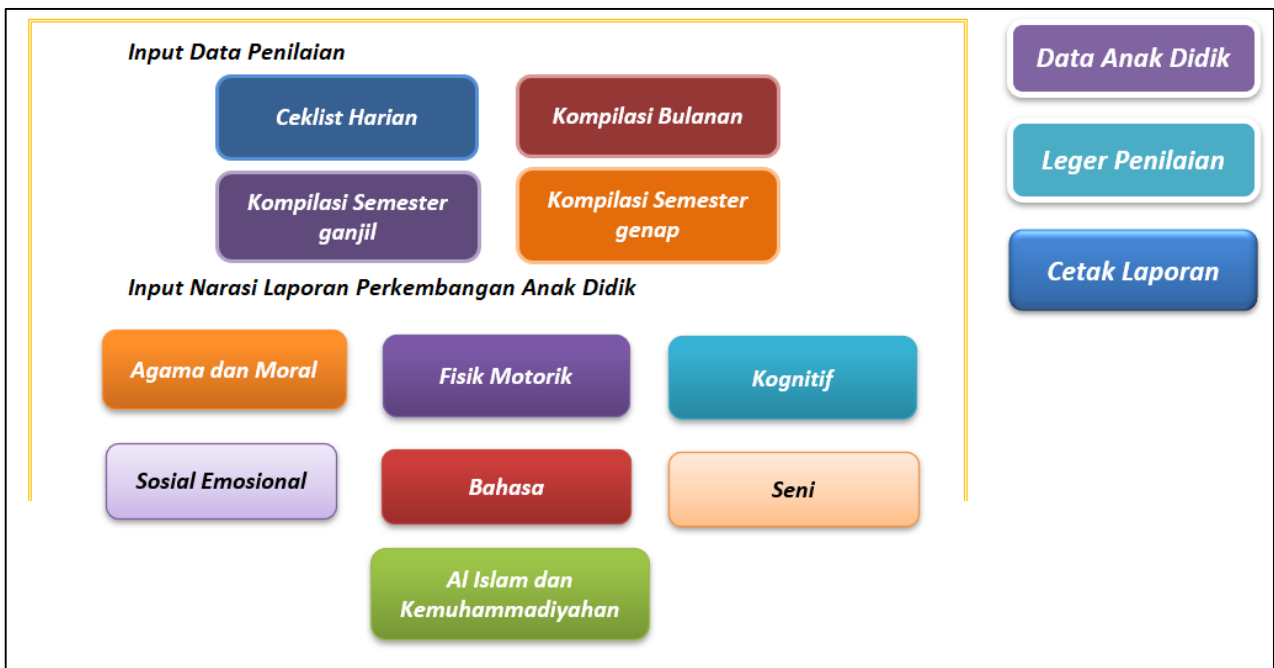 Input Data Penilaian
Ceklist Harian
Kompilasi Bulanan
Kompilasi Semester
ganjil
Kompilasi Semester
genap
Input Narasi Laporan Perkembangan Anak Didik
Agama dan Moral
Fisik Motorik
Kognitif
Sosial Emosional
Bahasa
Seni
Al Islam dan
Kemuhammadiyahan
Data Anak Didik
Leger Penilaian
Cetak Laporan